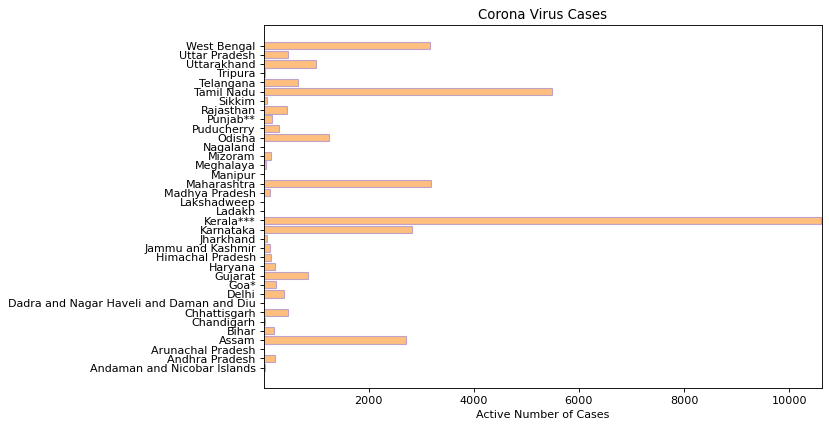 Corona Virus Cases
West Bengal
Uttar Pradesh
Uttarakhand
Tripura
Telangana
Tamil Nadu
Sikkim
Rajasthan
Punjab**
Puducherry
Odisha
Nagaland
Mizoram
Meghalaya
Manipur
Maharashtra
Madhya Pradesh
Lakshadweep
Ladakh
Kerala***
Karnataka
Jharkhand
Jammu and Kashmir
Himachal Pradesh
Haryana
Gujarat
Goa*
Delhi
Dadra and Nagar Haveli and Daman and Diu
Chhattisgarh
Chandigarh
Bihar
Assam
Arunachal Pradesh
Andhra Pradesh
Andaman and Nicobar Islands
2000 4000 6000 8000 10000
Active Number of Cases